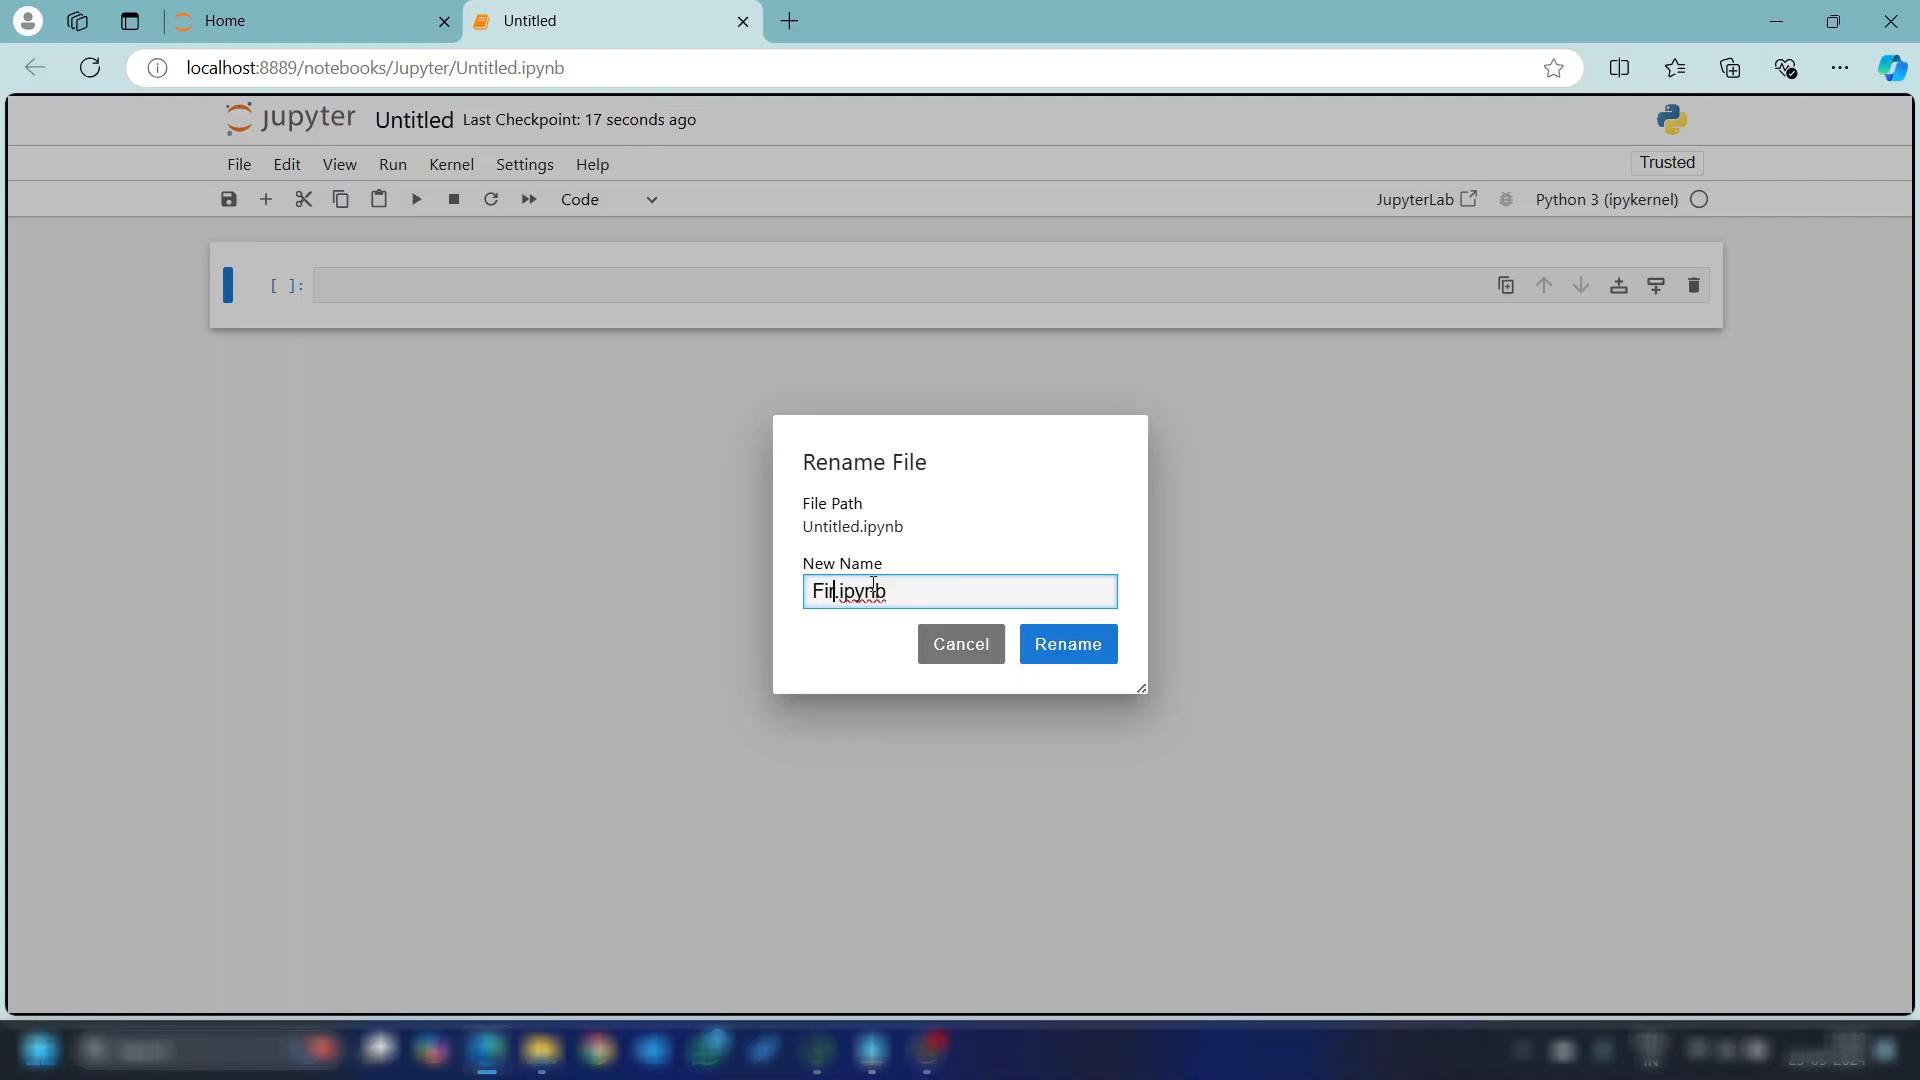 Home
Untitled
localhost:8889/notebooks/Jupyter/Untitled.ipynb
jupyter Untitled Last Checkpoint: 17 seconds ago
File Edit View Run Kernel Settings Help
Trusted
Code
JupyterLab
Python 3 (ipykernel)
[ ]:
Rename File
File Path
Untitled.ipynb
New Name
Fir.ipynb
Cancel
Rename